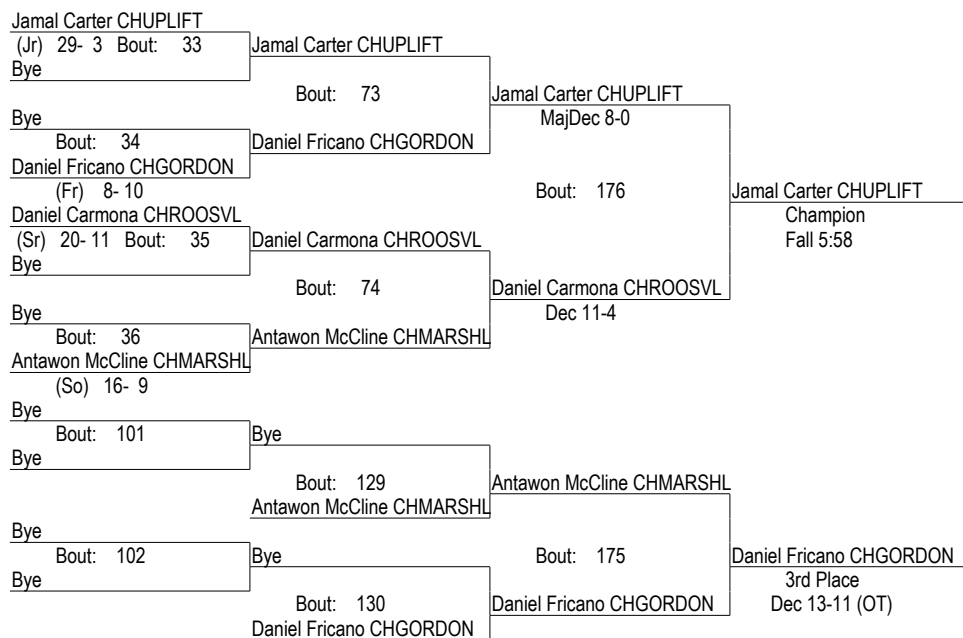 Jamal Carter CHUPLIFT
(Jr) 29- 3 Bout: 33
Jamal Carter CHUPLIFT
Bye
Bout: 73
Jamal Carter CHUPLIFT
Bye
MajDec 8-0
Bout: 34
Daniel Fricano CHGORDON
Daniel Fricano CHGORDON
(Fr) 8- 10
Bout: 176
Jamal Carter CHUPLIFT
Daniel Carmona CHROOSVL
Champion
(Sr) 20- 11 Bout: 35
Daniel Carmona CHROOSVL
Fall 5:58
Bye
Bout: 74
Daniel Carmona CHROOSVL
Bye
Dec 11-4
Bout: 36
Antawon McCline CHMARSHL
Antawon McCline CHMARSHL
(So) 16- 9
Bye
Bout: 101
Bye
Bye
Bout: 129
Antawon McCline CHMARSHL
Antawon McCline CHMARSHL
Bye
Bout: 102
Bye
Bout: 175
Daniel Fricano CHGORDON
Bye
3rd Place
Bout: 130
Daniel Fricano CHGORDON
Dec 13-11 (OT)
Daniel Fricano CHGORDON